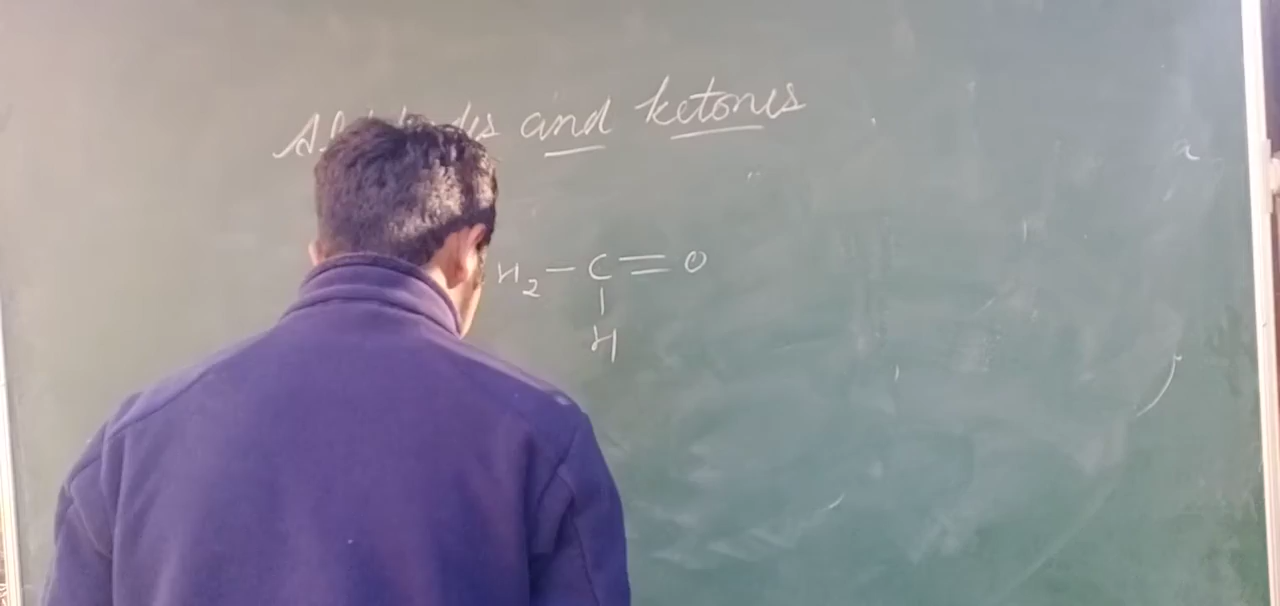 and ketones
H₂ — C = O
|
H